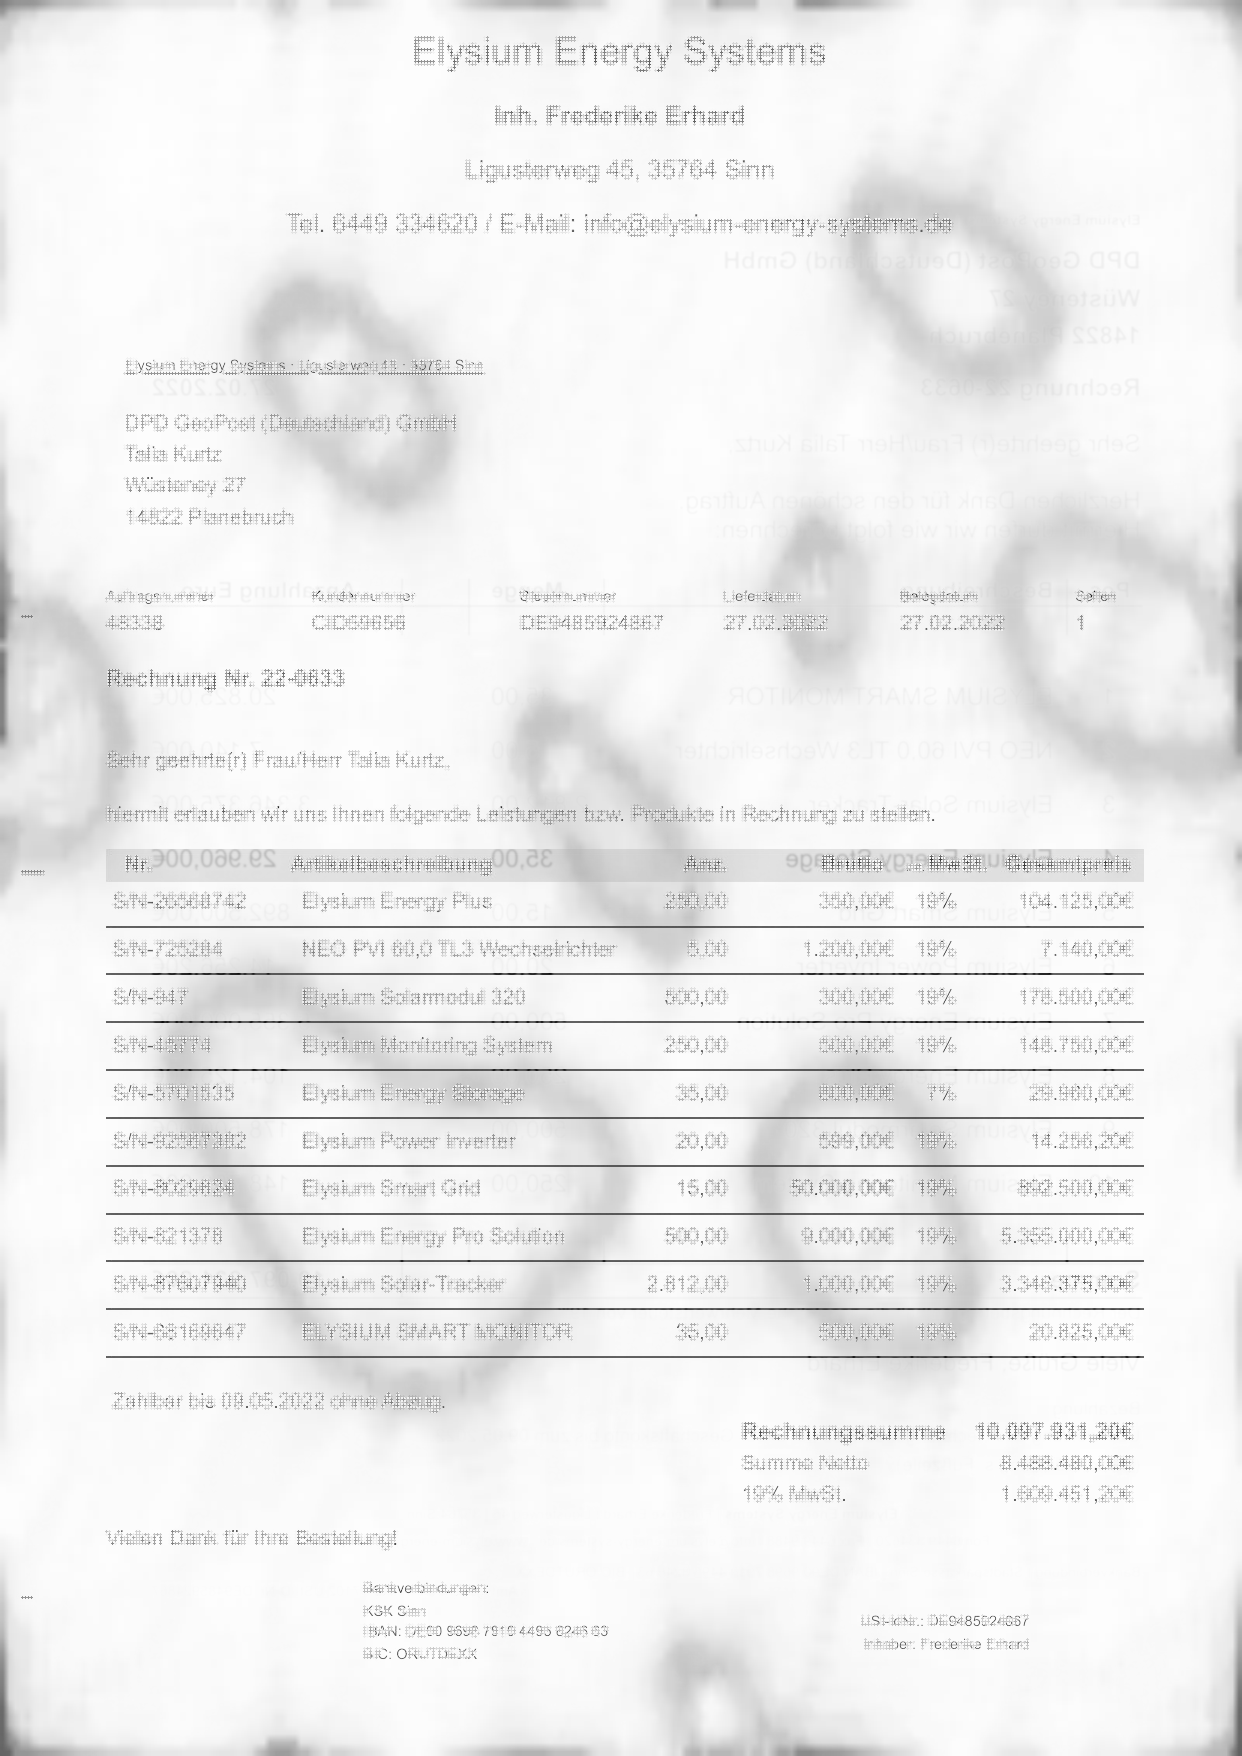 Elysium Energy Systems
Inh. Frederike Erhard
Ligusterweg 45, 35764 Sinn
Tel. 6449 334620 / E-Mail: info@elysium-energy-systems.de
Elysium Energy Systems · Ligusterweg 45 · 35764 Sinn
DPD GeoPost (Deutschland) GmbH
Talia Kurtz
Wüsteney 27
14822 Planebruch
Auftragsnummer Kundennummer Steuernummer Lieferdatum Belegdatum Seiten
48338 CID59656 DE9485924667 27.02.2022 27.02.2022 1
Rechnung Nr. 22-0633
Sehr geehrte(r) Frau/Herr Talia Kurtz,
hiermit erlauben wir uns Ihnen folgende Leistungen bzw. Produkte in Rechnung zu stellen.
Nr. Artikelbeschreibung Anz. Brutto MwSt. Gesamtpreis
S/N-26568742 Elysium Energy Plus 250,00 350,00€ 19% 104.125,00€
S/N-725284 NEO PVI 60,0 TL3 Wechselrichter 5,00 1.200,00€ 19% 7.140,00€
S/N-947 Elysium Solarmodul 320 500,00 300,00€ 19% 178.500,00€
S/N-45774 Elysium Monitoring System 250,00 500,00€ 19% 148.750,00€
S/N-5701535 Elysium Energy Storage 35,00 800,00€ 7% 29.960,00€
S/N-92387382 Elysium Power Inverter 20,00 599,00€ 19% 14.256,20€
S/N-8029824 Elysium Smart Grid 15,00 50.000,00€ 19% 892.500,00€
S/N-821378 Elysium Energy Pro Solution 500,00 9.000,00€ 19% 5.355.000,00€
S/N-87607940 Elysium Solar-Tracker 2.812,00 1.000,00€ 19% 3.346.375,00€
S/N-68169847 ELYSIUM SMART MONITOR 35,00 500,00€ 19% 20.825,00€
Zahlbar bis 09.05.2022 ohne Abzug.
Rechnungssumme 10.097.931,20€
Summe Netto 8.488.480,00€
19% MwSt. 1.609.451,20€
Vielen Dank für Ihre Bestellung!
Bankverbindungen:
KSK Sinn
IBAN: DE90 9696 7915 4495 6246 63
BIC: ORUTDEXX
USt-IdNr.: DE9485924667
Inhaber: Frederike Erhard